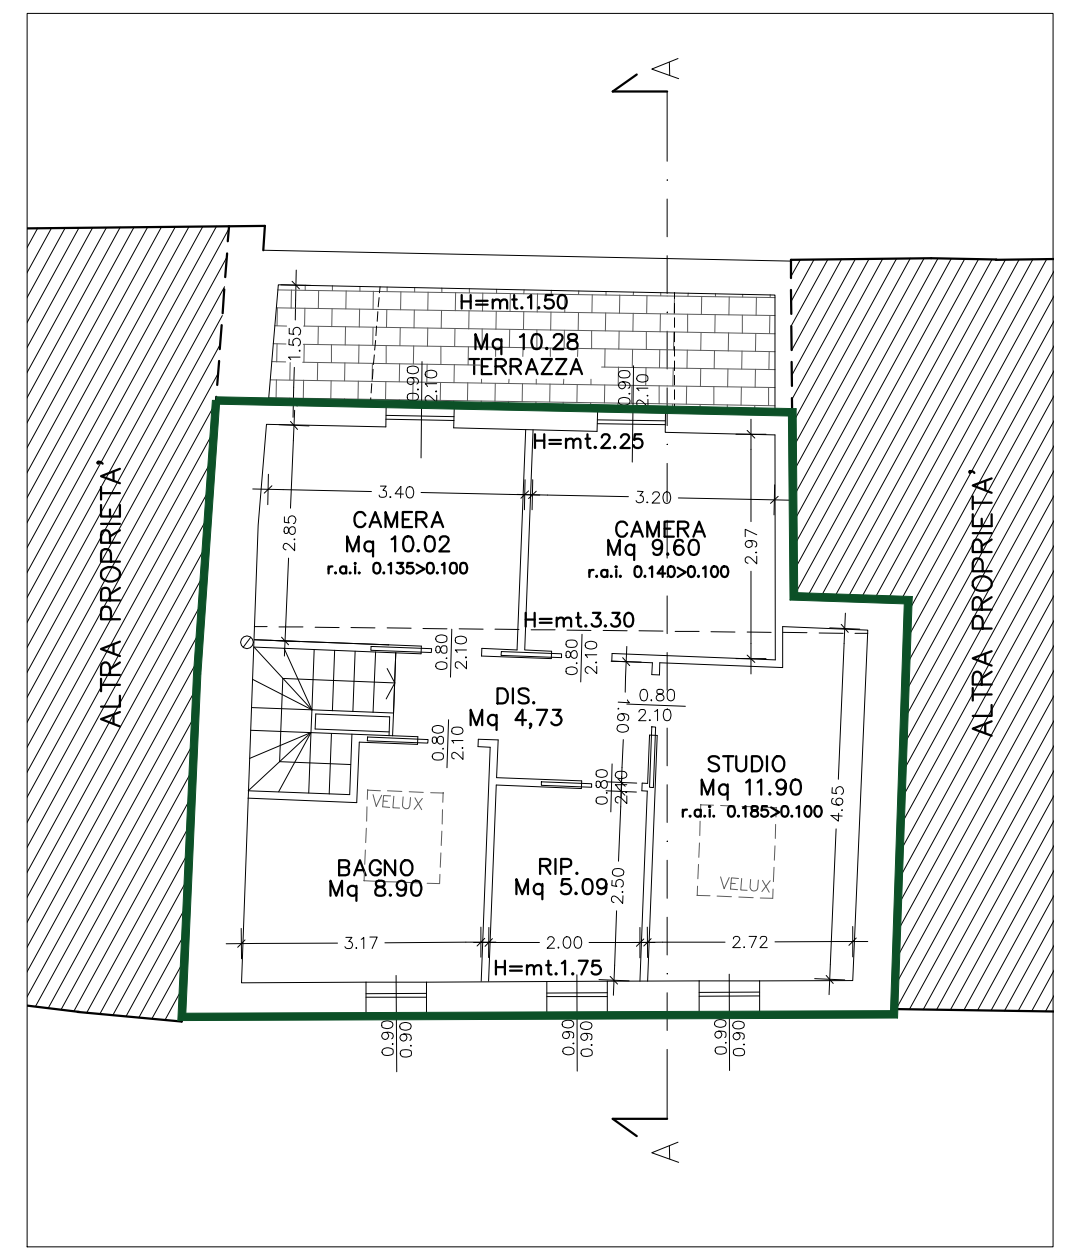 A
H=mt.1.50
1.55
Mq 10.28
TERRAZZA
0.90
2.10
0.90
2.10
H=mt.2.25
3.40
3.20
ALTRA PROPRIETA'
CAMERA
Mq 10.02
r.a.i. 0.135>0.100
2.85
CAMERA
Mq 9.60
r.a.i. 0.140>0.100
2.97
ALTRA PROPRIETA'
H=mt.3.30
0.80
2.10
0.80
2.10
DIS.
Mq 4,73
0.80
2.10
1.60
0.80
2.10
STUDIO
Mq 11.90
r.a.i. 0.185>0.100
4.65
0.80
2.10
VELUX
BAGNO
Mq 8.90
RIP.
Mq 5.09
2.50
VELUX
3.17
2.00
2.72
H=mt.1.75
0.90
0.90
0.90
0.90
0.90
0.90
A